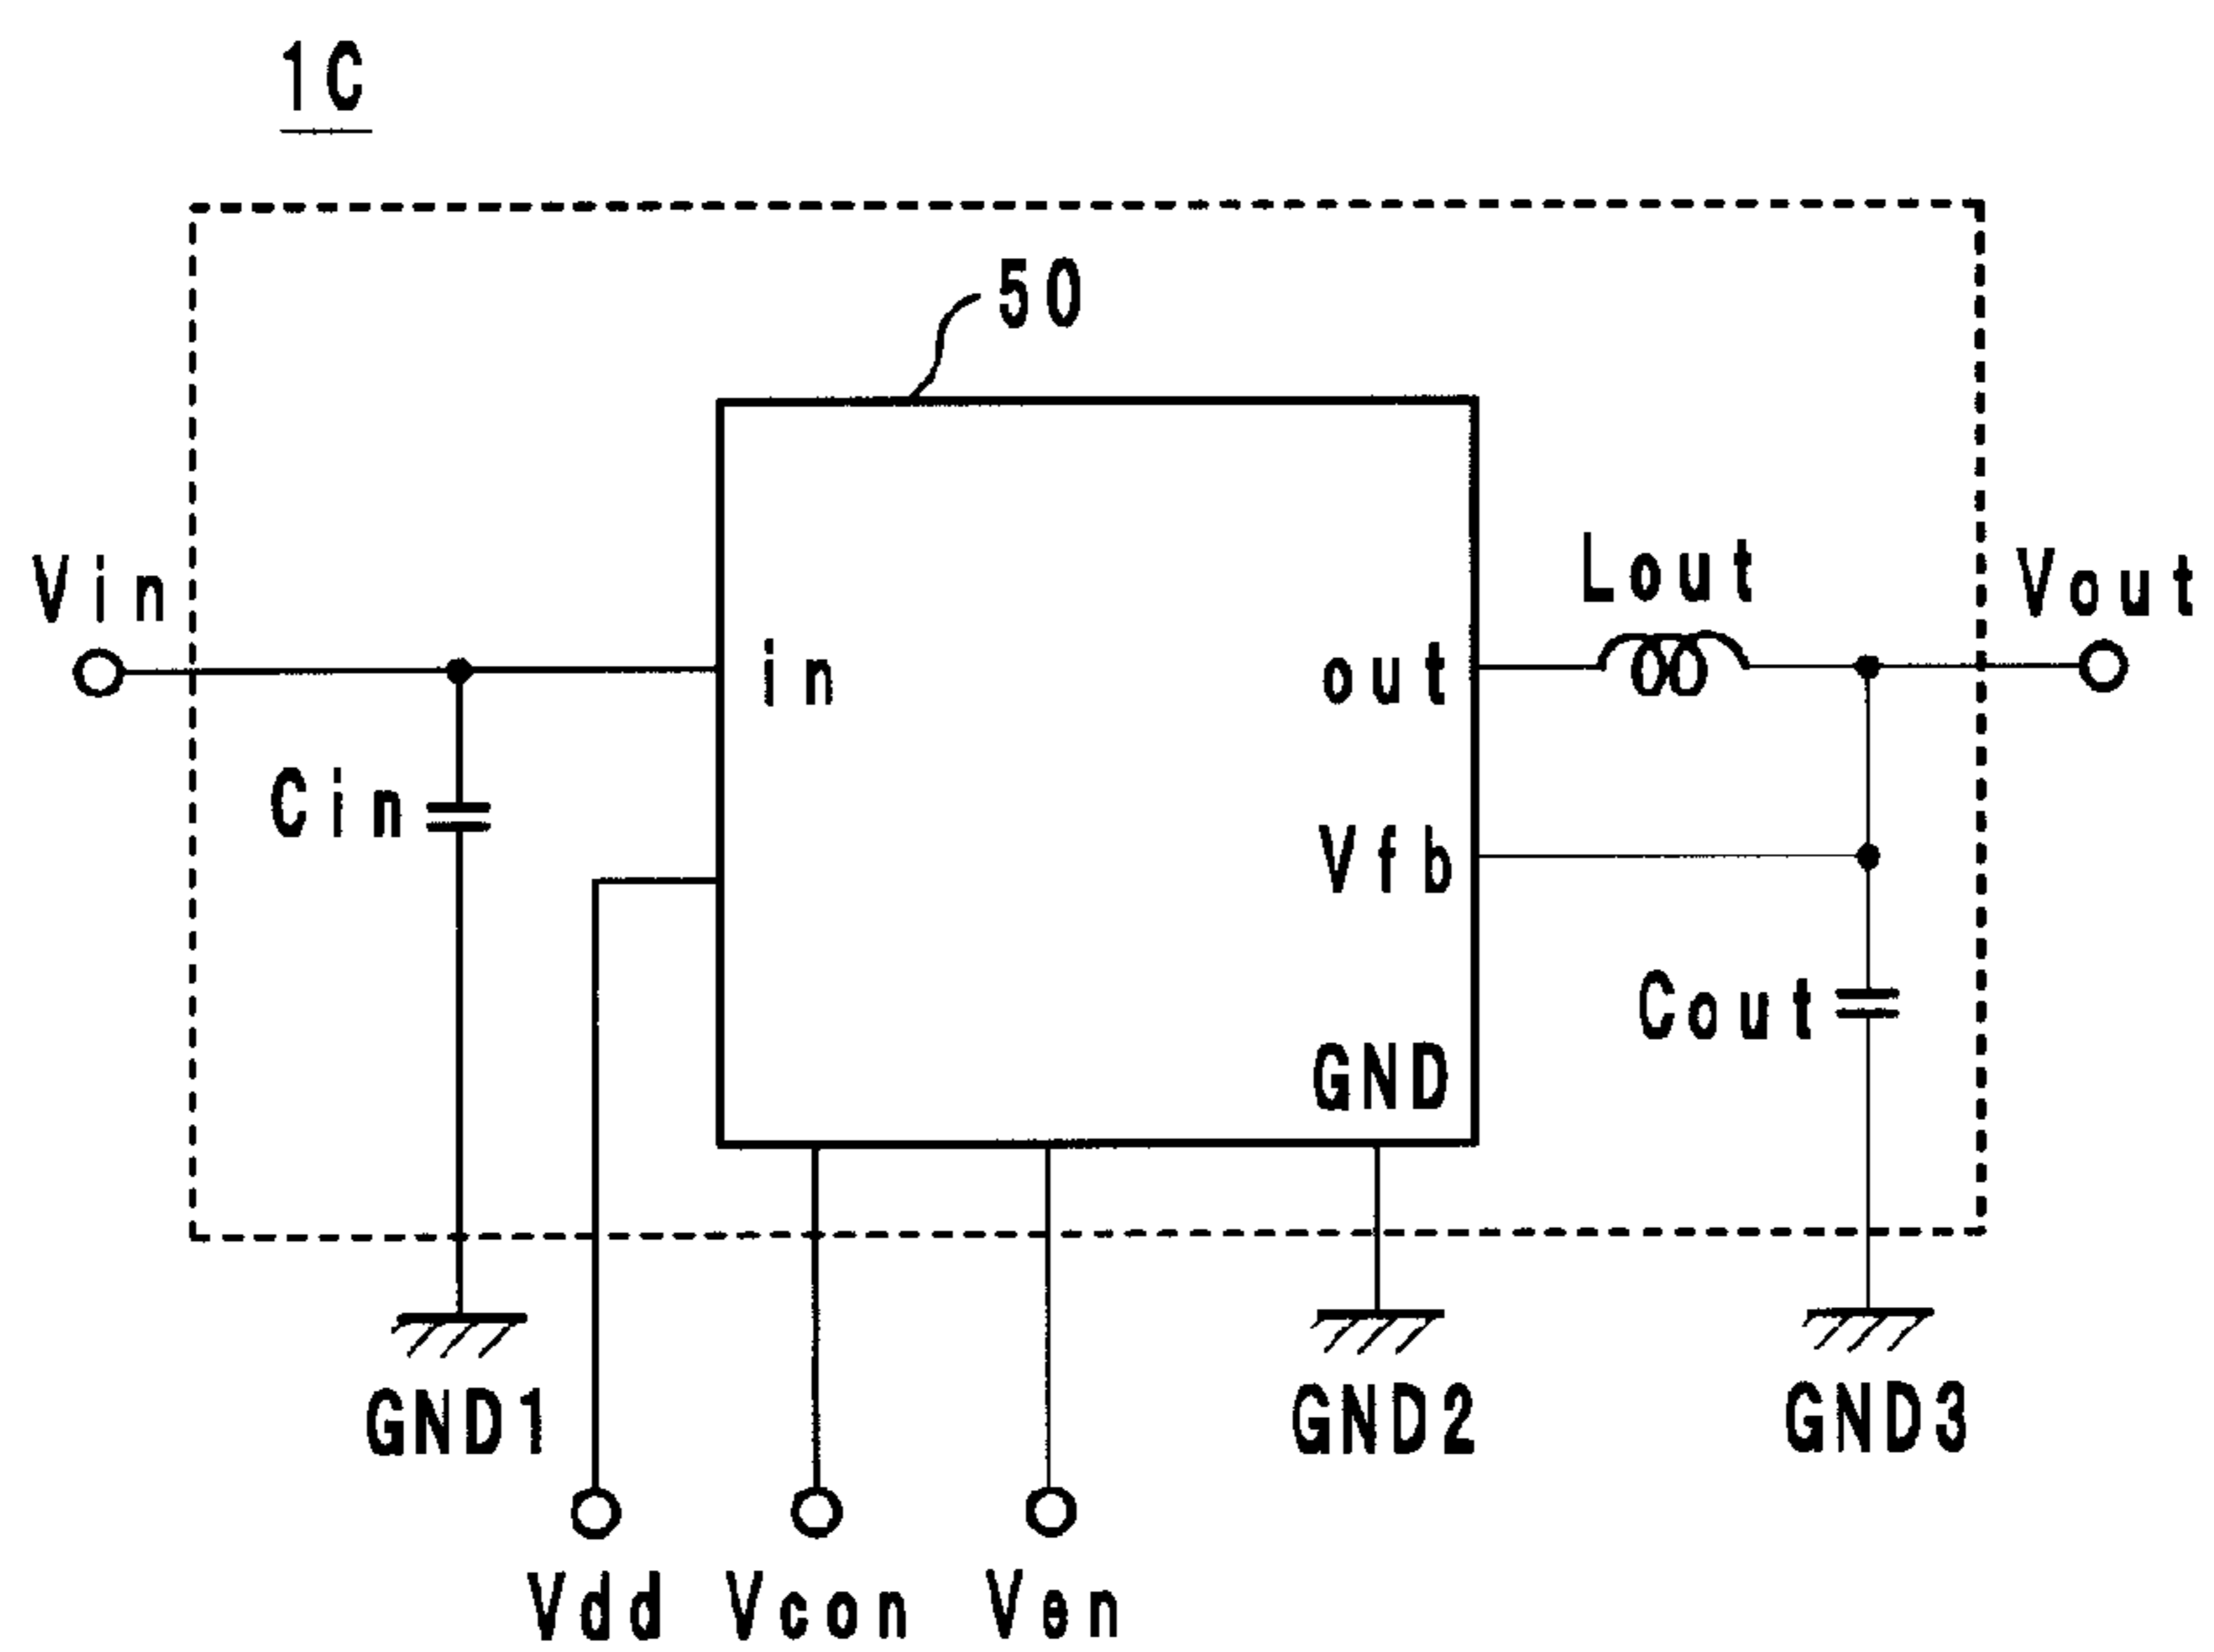 1C
50
Vin
Lout
Vout
in
out
Cin
Vfb
Cout
GND
GND1
GND2
GND3
Vdd
Vcon
Ven